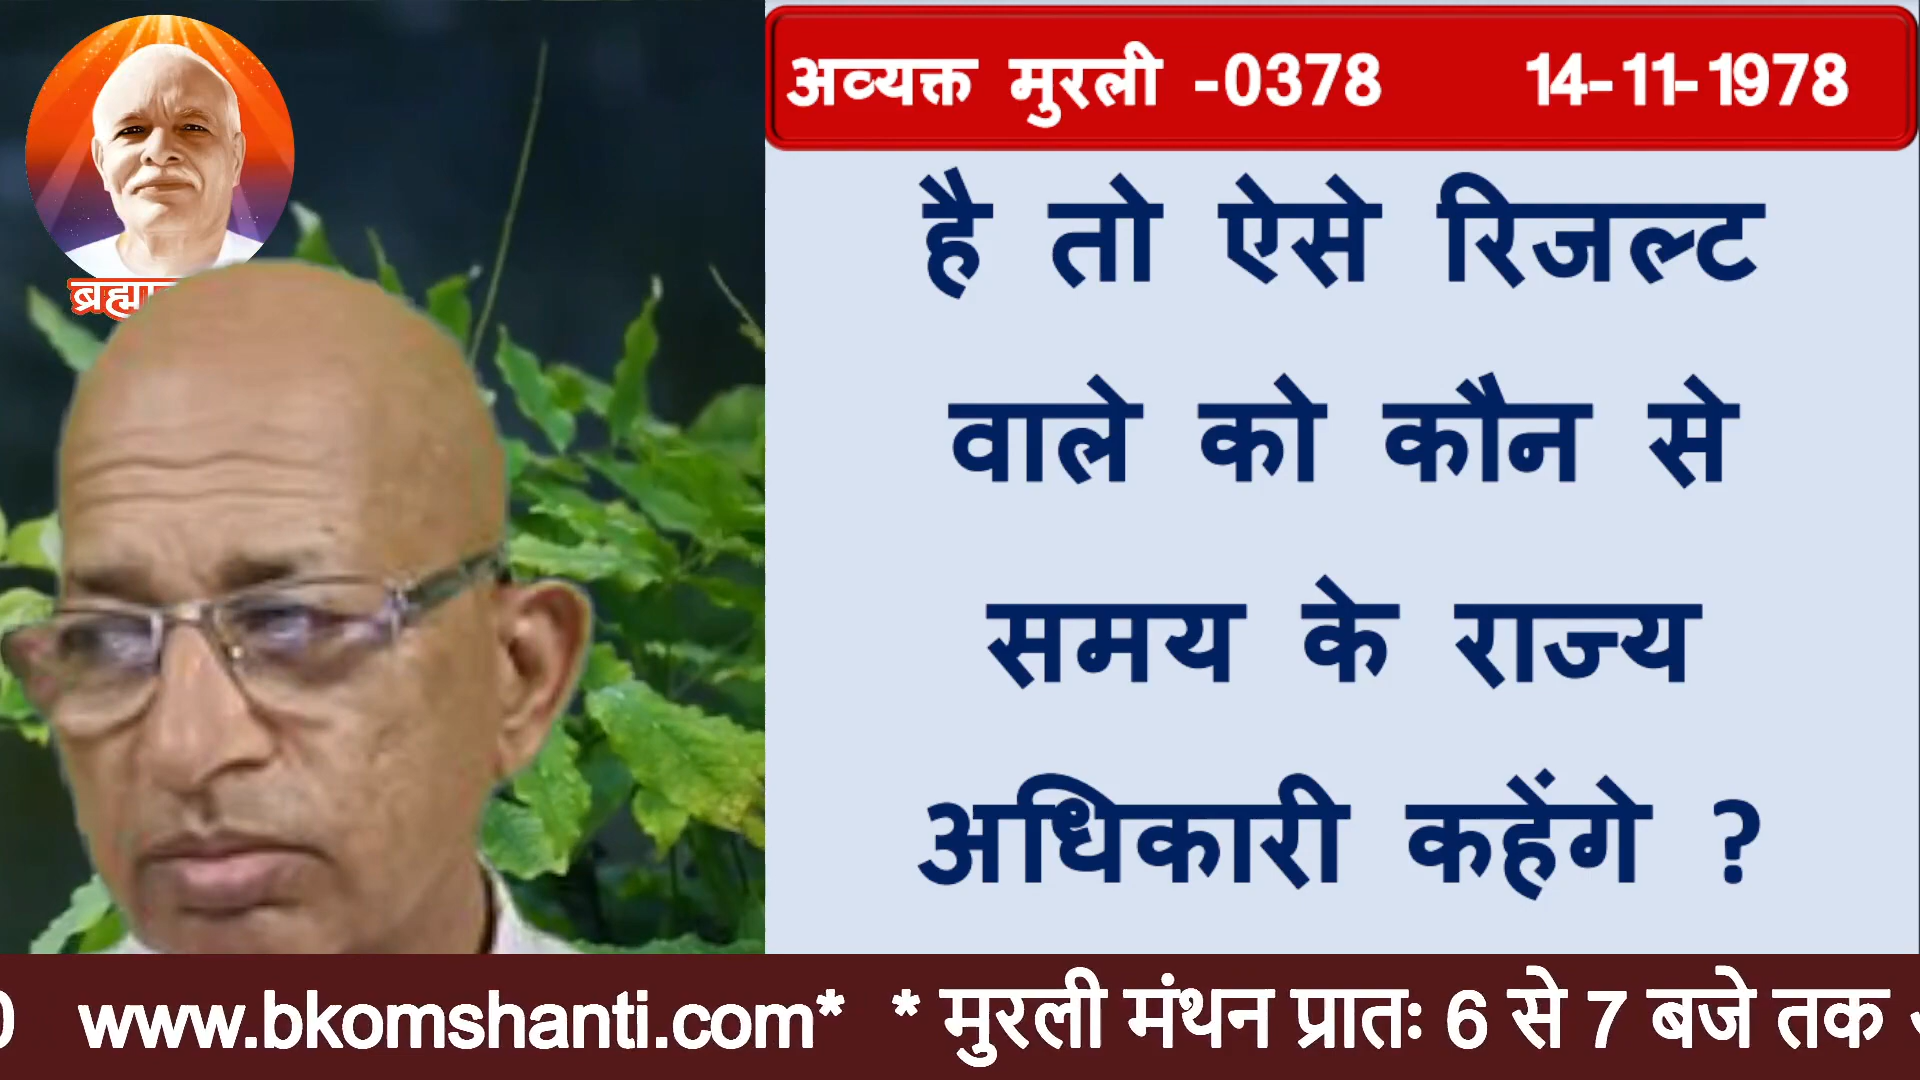 अव्यक्त मुरली -0378 14-11-1978
है तो ऐसे रिजल्ट
वाले को कौन से
समय के राज्य
अधिकारी कहेंगे ?
0 www.bkomshanti.com* * मुरली मंथन प्रातः 6 से 7 बजे तक